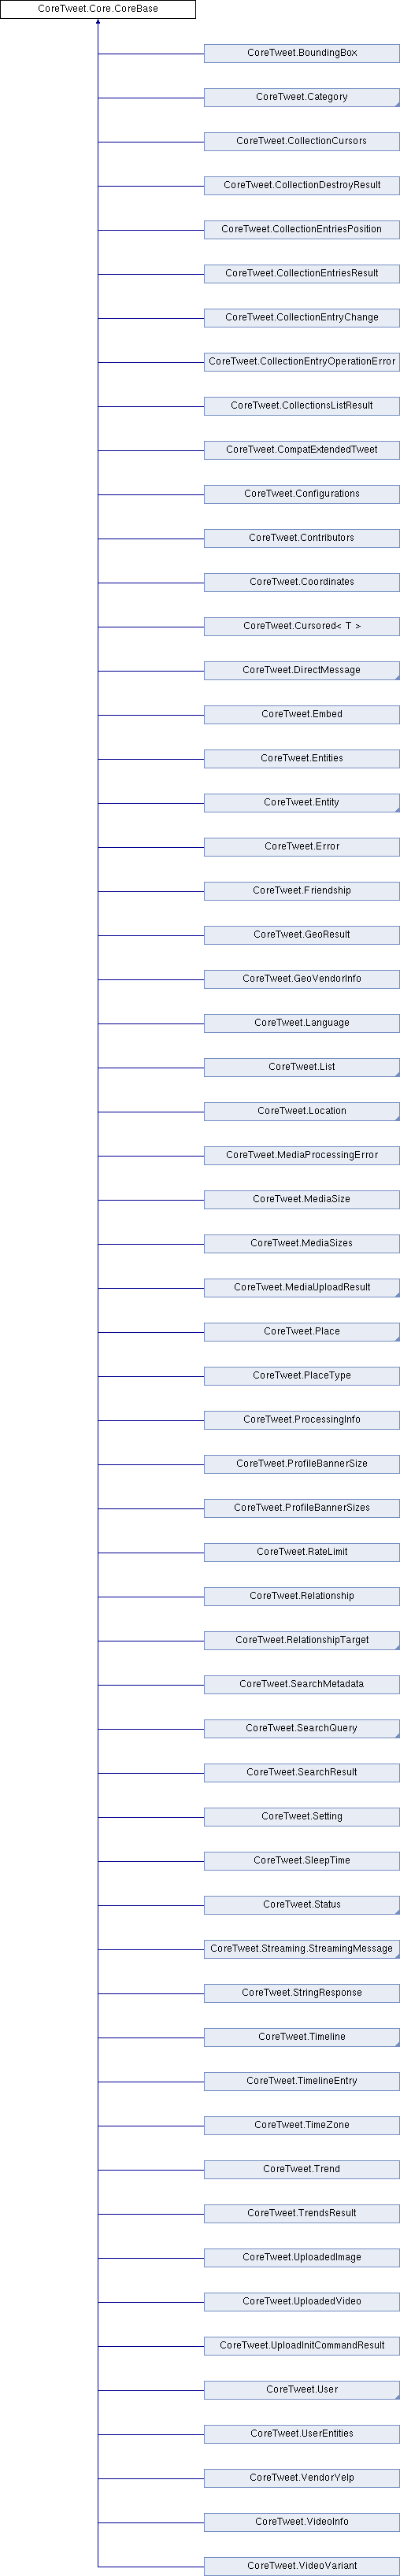 CoreTweet.Core.CoreBase
CoreTweet.BoundingBox
CoreTweet.Category
CoreTweet.CollectionCursors
CoreTweet.CollectionDestroyResult
CoreTweet.CollectionEntriesPosition
CoreTweet.CollectionEntriesResult
CoreTweet.CollectionEntryChange
CoreTweet.CollectionEntryOperationError
CoreTweet.CollectionsListResult
CoreTweet.CompatExtendedTweet
CoreTweet.Configurations
CoreTweet.Contributors
CoreTweet.Coordinates
CoreTweet.Cursored< T >
CoreTweet.DirectMessage
CoreTweet.Embed
CoreTweet.Entities
CoreTweet.Entity
CoreTweet.Error
CoreTweet.Friendship
CoreTweet.GeoResult
CoreTweet.GeoVendorInfo
CoreTweet.Language
CoreTweet.List
CoreTweet.Location
CoreTweet.MediaProcessingError
CoreTweet.MediaSize
CoreTweet.MediaSizes
CoreTweet.MediaUploadResult
CoreTweet.Place
CoreTweet.PlaceType
CoreTweet.ProcessingInfo
CoreTweet.ProfileBannerSize
CoreTweet.ProfileBannerSizes
CoreTweet.RateLimit
CoreTweet.Relationship
CoreTweet.RelationshipTarget
CoreTweet.SearchMetadata
CoreTweet.SearchQuery
CoreTweet.SearchResult
CoreTweet.Setting
CoreTweet.SleepTime
CoreTweet.Status
CoreTweet.Streaming.StreamingMessage
CoreTweet.StringResponse
CoreTweet.Timeline
CoreTweet.TimelineEntry
CoreTweet.TimeZone
CoreTweet.Trend
CoreTweet.TrendsResult
CoreTweet.UploadedImage
CoreTweet.UploadedVideo
CoreTweet.UploadInitCommandResult
CoreTweet.User
CoreTweet.UserEntities
CoreTweet.VendorYelp
CoreTweet.VideoInfo
CoreTweet.VideoVariant